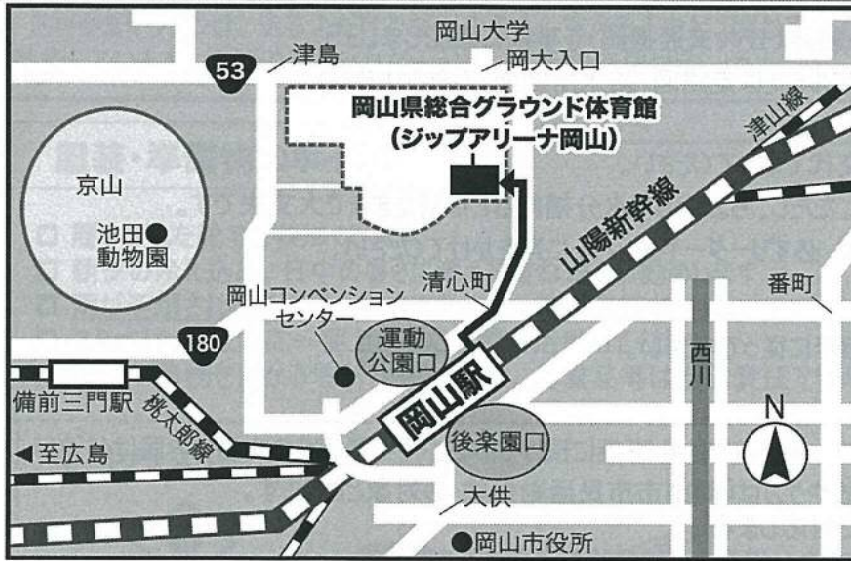 岡山大学
津島
岡大入口
53
岡山県総合グラウンド体育館
(ジップアリーナ岡山)
津山線
京山
池田
動物園
山陽新幹線
清心町
番町
岡山コンベンション
センター
運動
公園口
180
西川
岡山駅
備前三門駅
桃太郎線
N
◀至広島
後楽園口
大供
岡山市役所